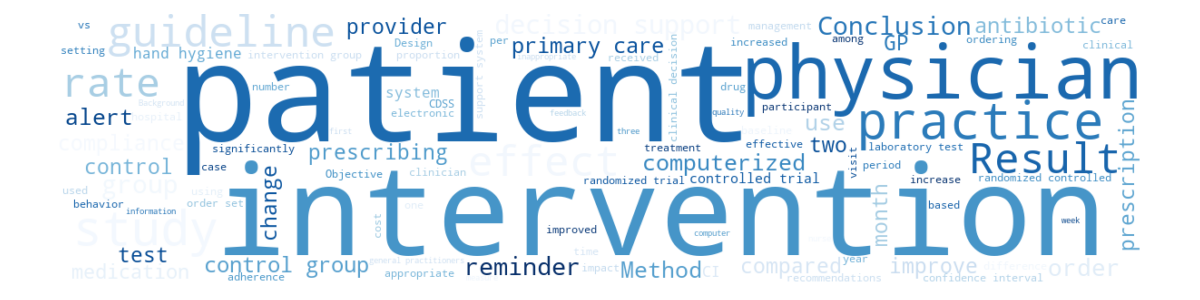 vs
guideline
provider
decision support
management
Conclusion
antibiotic
care
setting
hand hygiene
intervention group
Design
per
primary care
increased
among
GP
ordering
proportion
received
clinical
rate
patient
physician
inappropriate
support system
clinical decision
number
system
drug
Background
CDSS
participant
alert
hospital
electronic
feedback
quality
practice
prescription
compliance
first
three
baseline
use
significantly
treatment
effective
two
laboratory test
control
case
prescribing
effect
computerized
visit
period
Result
Objective
clinician
randomized trial
controlled trial
increase
randomized controlled
used
group
using
change
intervention
behavior
order set
one
based
month
information
study
cost
improved
computer
week
test
time
general practitioners
medication
control group
reminder
Method
CI
compared
year
improve
difference
order
adherence
appropriate
impact
recommendations
confidence interval